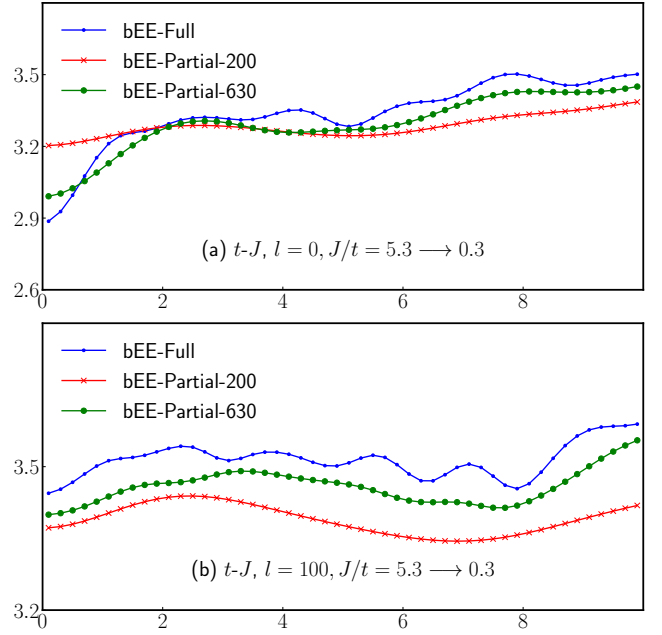 bEE-Full
bEE-Partial-200
bEE-Partial-630
3.5
3.2
2.9
2.6
(a) t-J, l = 0, J/t = 5.3 ⟶ 0.3
0 2 4 6 8
bEE-Full
bEE-Partial-200
bEE-Partial-630
3.5
3.2
(b) t-J, l = 100, J/t = 5.3 ⟶ 0.3
0 2 4 6 8